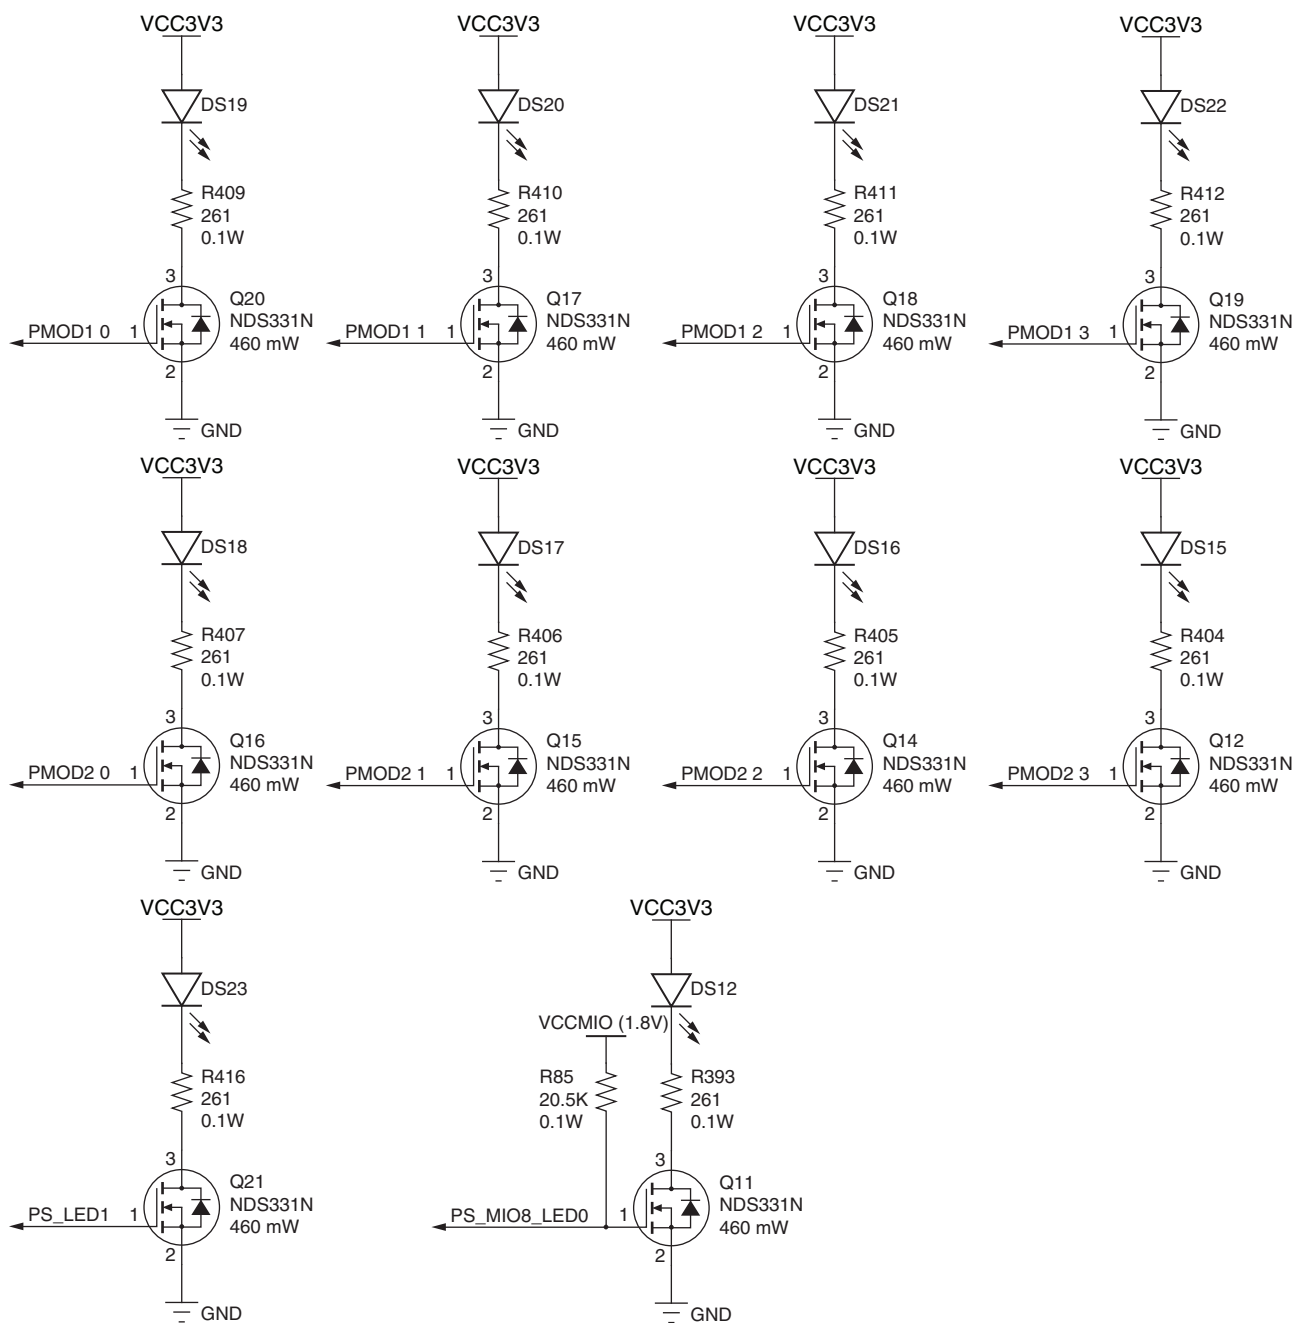 VCC3V3
DS19
R409
261
0.1W
3
Q20
NDS331N
460 mW
PMOD1 0
1
2
GND
VCC3V3
DS20
R410
261
0.1W
3
Q17
NDS331N
460 mW
PMOD1 1
1
2
GND
VCC3V3
DS21
R411
261
0.1W
3
Q18
NDS331N
460 mW
PMOD1 2
1
2
GND
VCC3V3
DS22
R412
261
0.1W
3
Q19
NDS331N
460 mW
PMOD1 3
1
2
GND
VCC3V3
DS18
R407
261
0.1W
3
Q16
NDS331N
460 mW
PMOD2 0
1
2
GND
VCC3V3
DS17
R406
261
0.1W
3
Q15
NDS331N
460 mW
PMOD2 1
1
2
GND
VCC3V3
DS16
R405
261
0.1W
3
Q14
NDS331N
460 mW
PMOD2 2
1
2
GND
VCC3V3
DS15
R404
261
0.1W
3
Q12
NDS331N
460 mW
PMOD2 3
1
2
GND
VCC3V3
DS23
R416
261
0.1W
3
Q21
NDS331N
460 mW
PS_LED1
1
2
GND
VCC3V3
DS12
VCCMIO (1.8V)
R85
20.5K
0.1W
R393
261
0.1W
3
Q11
NDS331N
460 mW
PS_MIO8_LED0
1
2
GND